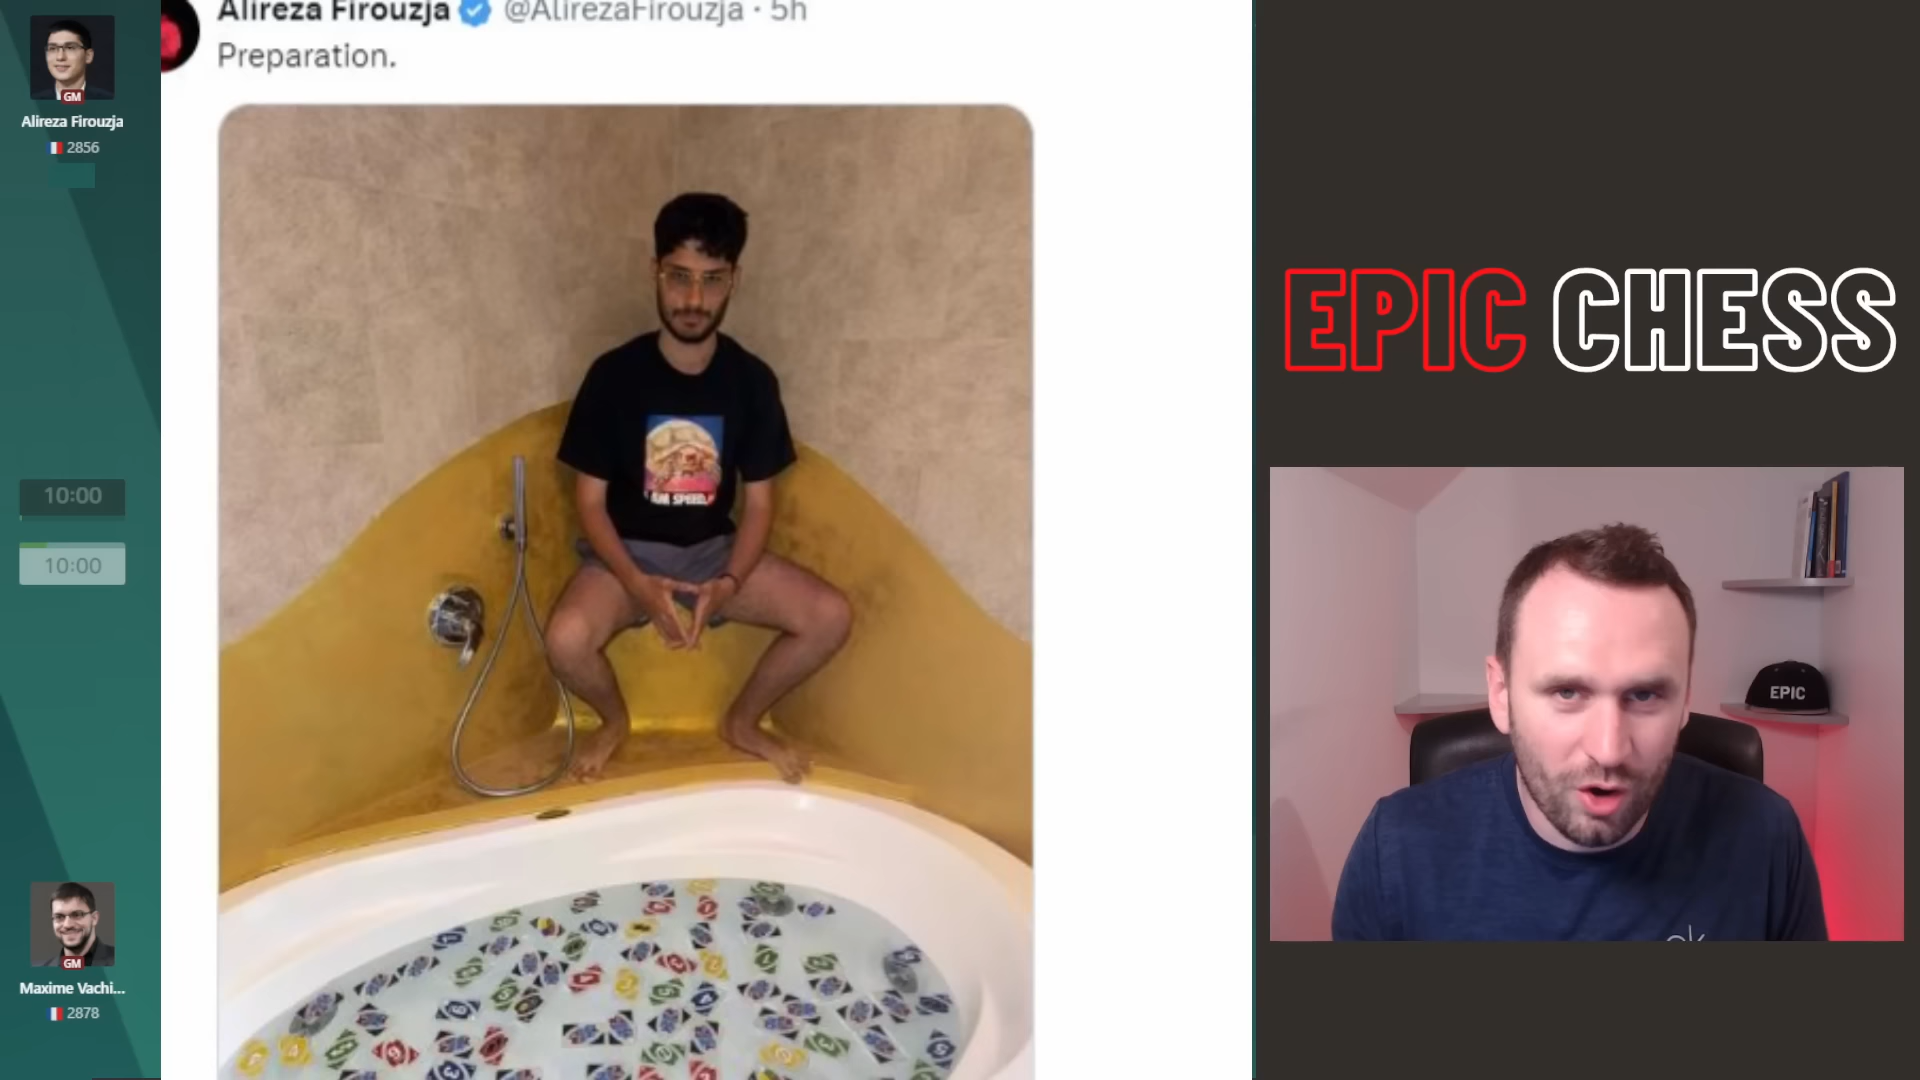 Alireza Firouzja @AlirezaFirouzja · 5h
Preparation.
GM
Alireza Firouzja
2856
10:00
10:00
GM
Maxime Vachi...
2878
EPIC CHESS
EPIC